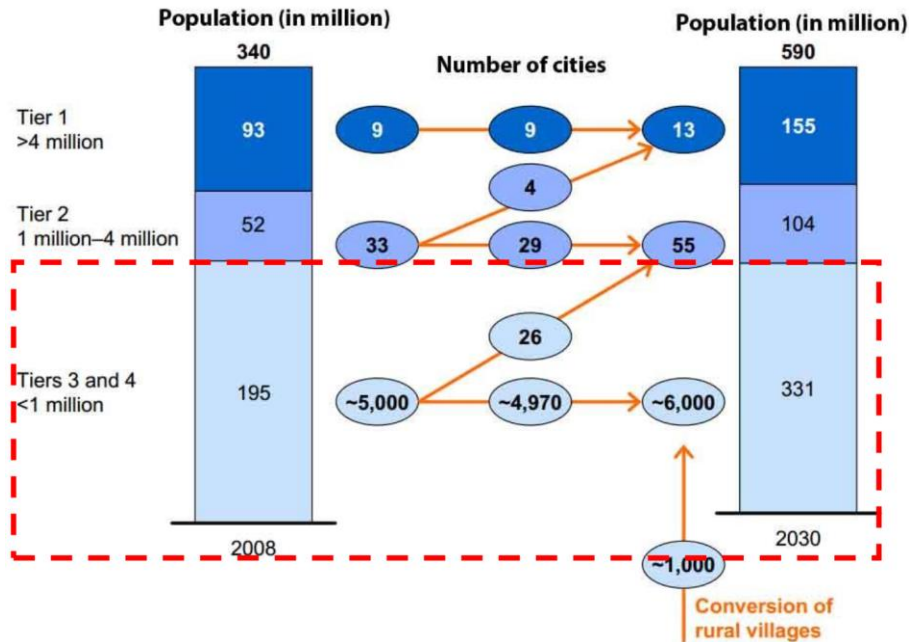 Population (in million)
340
Population (in million)
590
Number of cities
Tier 1
>4 million
93
9
9
13
155
4
Tier 2
1 million–4 million
52
33
29
55
104
26
Tiers 3 and 4
<1 million
195
~5,000
~4,970
~6,000
331
2008
2030
~1,000
Conversion of
rural villages